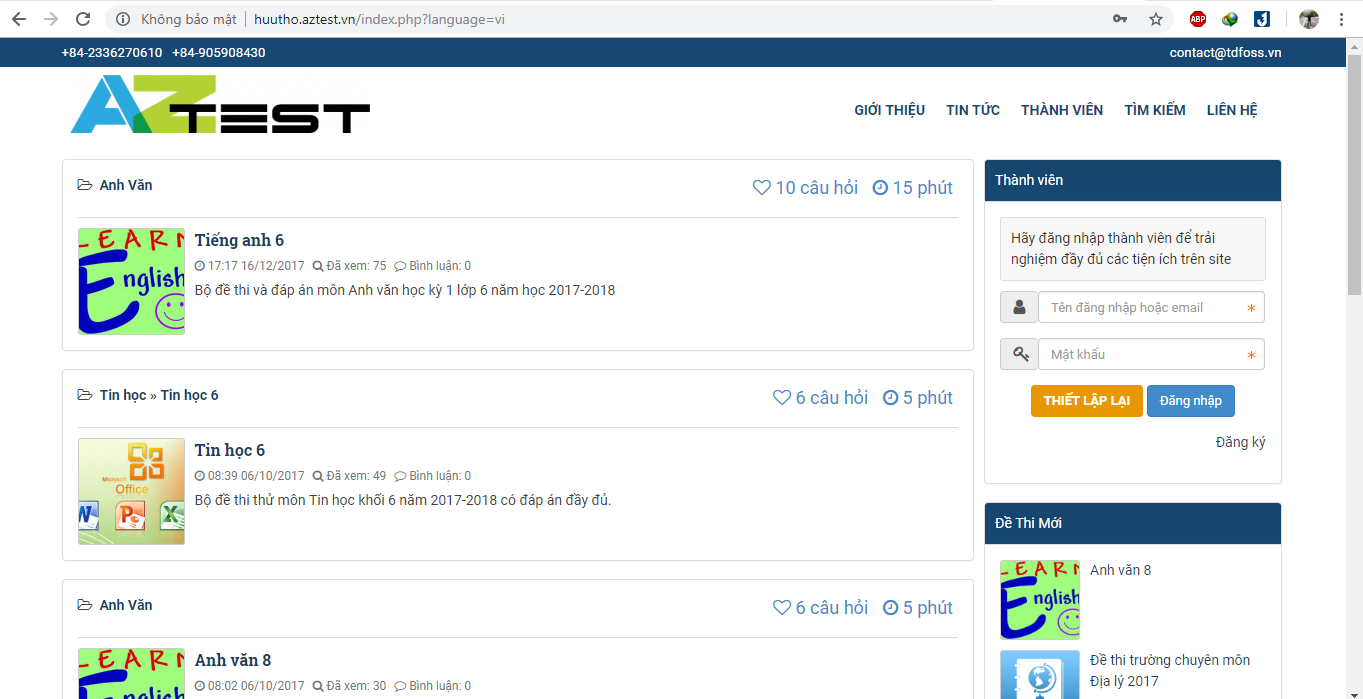 Không bảo mật | huutho.aztest.vn/index.php?language=vi
ABP
+84-2336270610 +84-905908430
contact@tdfoss.vn
AZTEST
GIỚI THIỆU TIN TỨC THÀNH VIÊN TÌM KIẾM LIÊN HỆ
Anh Văn
10 câu hỏi 15 phút
LEARN
English
Tiếng anh 6
17:17 16/12/2017 Đã xem: 75 Bình luận: 0
Bộ đề thi và đáp án môn Anh văn học kỳ 1 lớp 6 năm học 2017-2018
Tin học » Tin học 6
6 câu hỏi 5 phút
Microsoft
Office
Tin học 6
08:39 06/10/2017 Đã xem: 49 Bình luận: 0
Bộ đề thi thử môn Tin học khối 6 năm 2017-2018 có đáp án đầy đủ.
Anh Văn
6 câu hỏi 5 phút
LEARN
English
Anh văn 8
08:02 06/10/2017 Đã xem: 30 Bình luận: 0
Thành viên
Hãy đăng nhập thành viên để trải
nghiệm đầy đủ các tiện ích trên site
Tên đăng nhập hoặc email *
Mật khẩu *
THIẾT LẬP LẠI Đăng nhập
Đăng ký
Đề Thi Mới
LEARN
English
Anh văn 8
Đề thi trường chuyên môn
Địa lý 2017